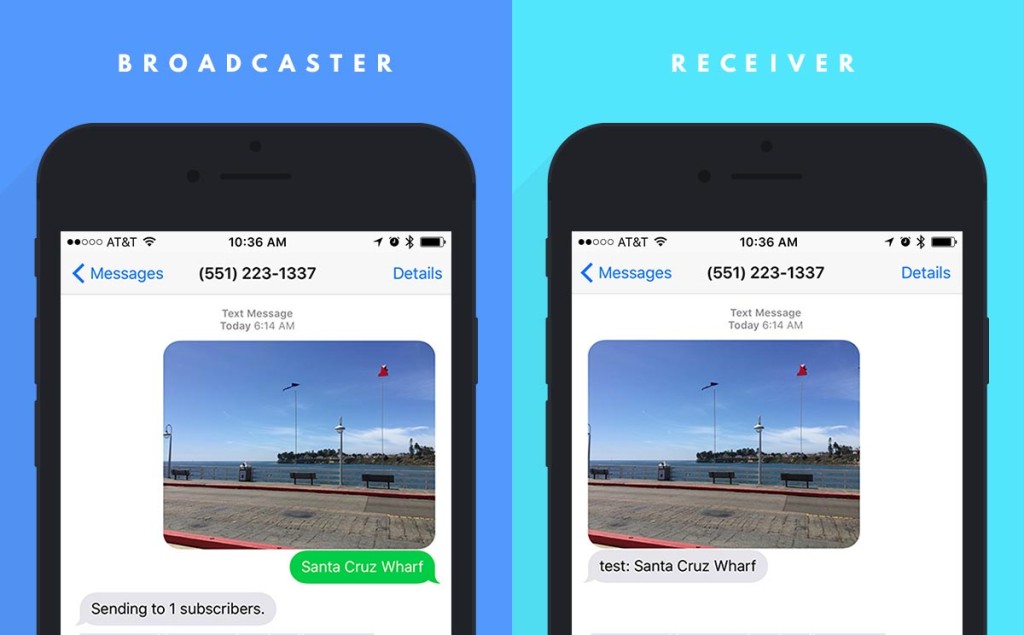 BROADCASTER
AT&T 10:36 AM
Messages (551) 223-1337 Details
Text Message
Today 6:14 AM
Santa Cruz Wharf
Sending to 1 subscribers.
RECEIVER
AT&T 10:36 AM
Messages (551) 223-1337 Details
Text Message
Today 6:14 AM
test: Santa Cruz Wharf